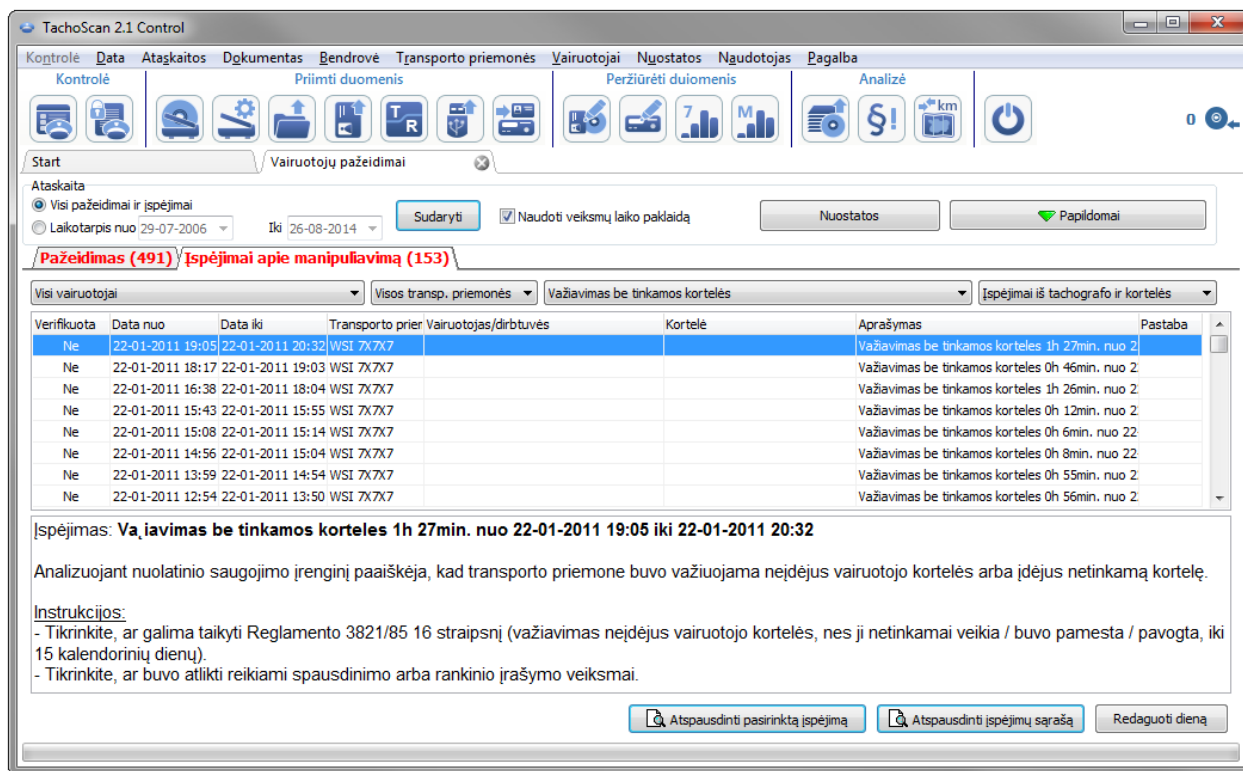 TachoScan 2.1 Control
Kontrolė Data Ataskaitos Dokumentas Bendrovė Transporto priemonės Vairuotojai Nuostatos Naudotojas Pagalba
Kontrolė Priimti duomenis Peržiūrėti duiomenis Analizė
T R 7 M §! km 0
Start Vairuotojų pažeidimai
Ataskaita
Visi pažeidimai ir įspėjimai
Laikotarpis nuo 29-07-2006 Iki 26-08-2014 Sudaryti Naudoti veiksmų laiko paklaidą Nuostatos Papildomai
Pažeidimas (491) Įspėjimai apie manipuliavimą (153)
Visi vairuotojai Visos transp. priemonės Važiavimas be tinkamos kortelės Įspėjimai iš tachografo ir kortelės
Verifikuota Data nuo Data iki Transporto prier Vairuotojas/dirbtuvės Kortelė Aprašymas Pastaba
Ne 22-01-2011 19:05 22-01-2011 20:32 WSI 7X7X7 Važiavimas be tinkamos korteles 1h 27min. nuo 2
Ne 22-01-2011 18:17 22-01-2011 19:03 WSI 7X7X7 Važiavimas be tinkamos korteles 0h 46min. nuo 2
Ne 22-01-2011 16:38 22-01-2011 18:04 WSI 7X7X7 Važiavimas be tinkamos korteles 1h 26min. nuo 2
Ne 22-01-2011 15:43 22-01-2011 15:55 WSI 7X7X7 Važiavimas be tinkamos korteles 0h 12min. nuo 2
Ne 22-01-2011 15:08 22-01-2011 15:14 WSI 7X7X7 Važiavimas be tinkamos korteles 0h 6min. nuo 22-
Ne 22-01-2011 14:56 22-01-2011 15:04 WSI 7X7X7 Važiavimas be tinkamos korteles 0h 8min. nuo 22-
Ne 22-01-2011 13:59 22-01-2011 14:54 WSI 7X7X7 Važiavimas be tinkamos korteles 0h 55min. nuo 2
Ne 22-01-2011 12:54 22-01-2011 13:50 WSI 7X7X7 Važiavimas be tinkamos korteles 0h 56min. nuo 2
Įspėjimas: Va¸iavimas be tinkamos korteles 1h 27min. nuo 22-01-2011 19:05 iki 22-01-2011 20:32
Analizuojant nuolatinio saugojimo įrenginį paaiškėja, kad transporto priemone buvo važiuojama neįdėjus vairuotojo kortelės arba įdėjus netinkamą kortelę.
Instrukcijos:
- Tikrinkite, ar galima taikyti Reglamento 3821/85 16 straipsnį (važiavimas neįdėjus vairuotojo kortelės, nes ji netinkamai veikia / buvo pamesta / pavogta, iki
15 kalendorinių dienų).
- Tikrinkite, ar buvo atlikti reikiami spausdinimo arba rankinio įrašymo veiksmai.
Atspausdinti pasirinktą įspėjimą Atspausdinti įspėjimų sąrašą Redaguoti dieną